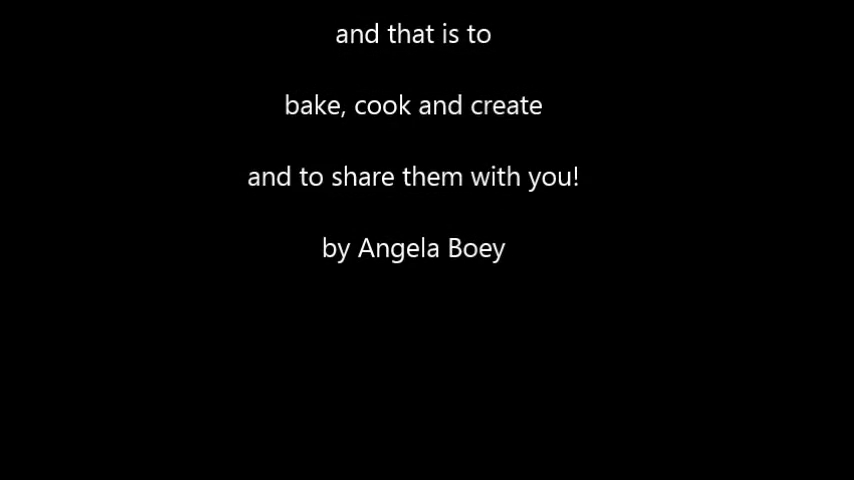 and that is to
bake, cook and create
and to share them with you!
by Angela Boey